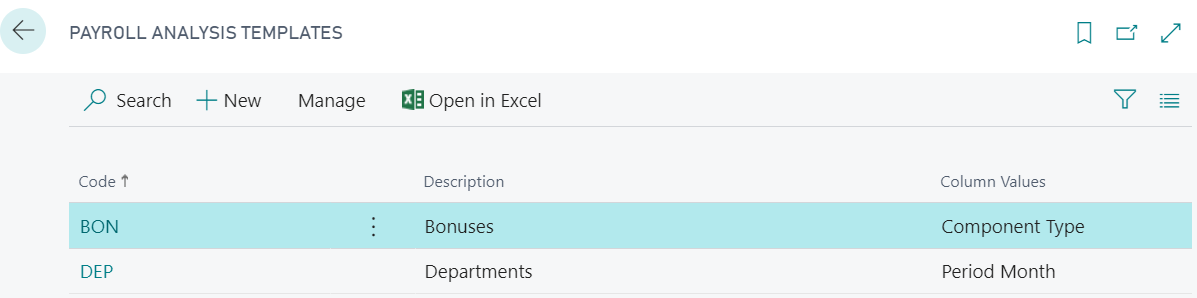 PAYROLL ANALYSIS TEMPLATES
Search New Manage Open in Excel
Code ↑ Description Column Values
BON Bonuses Component Type
DEP Departments Period Month